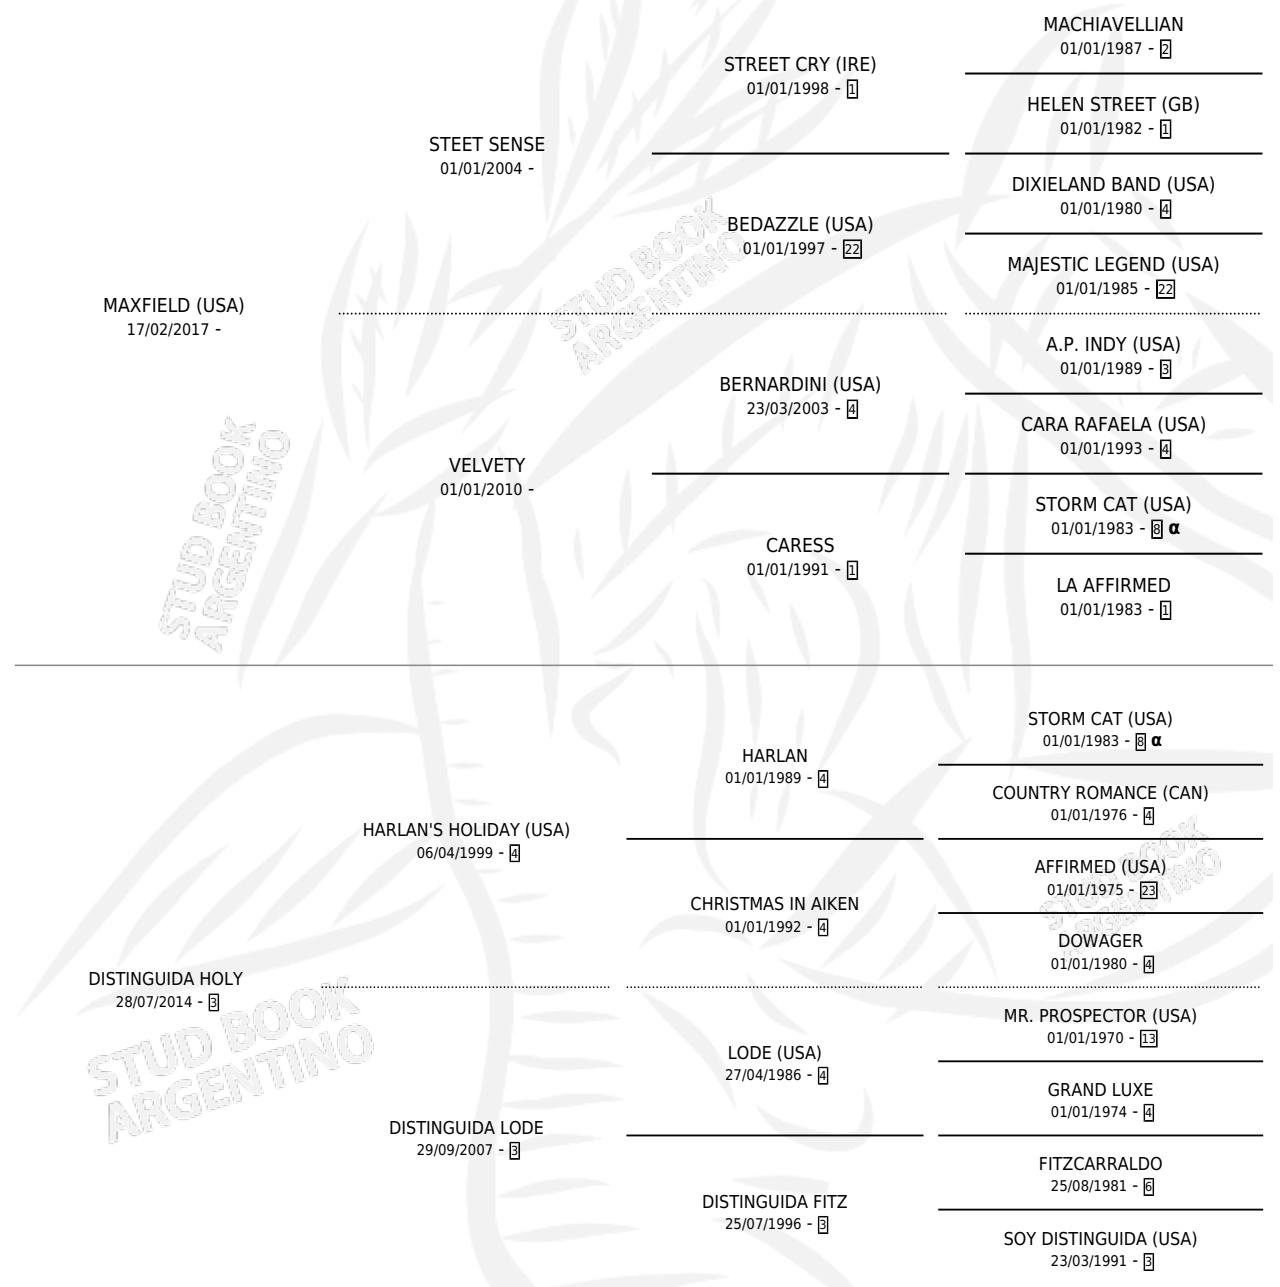 MACHIAVELLIAN
01/01/1987 - 2
STREET CRY (IRE)
01/01/1998 - 1
HELEN STREET (GB)
01/01/1982 - 1
STEET SENSE
01/01/2004 -
DIXIELAND BAND (USA)
01/01/1980 - 4
BEDAZZLE (USA)
01/01/1997 - 22
MAJESTIC LEGEND (USA)
01/01/1985 - 22
MAXFIELD (USA)
17/02/2017 -
STUD BOOK
ARGENTINO
A.P. INDY (USA)
01/01/1989 - 3
BERNARDINI (USA)
23/03/2003 - 4
CARA RAFAELA (USA)
01/01/1993 - 4
VELVETY
01/01/2010 -
STORM CAT (USA)
01/01/1983 - 8 α
CARESS
01/01/1991 - 1
LA AFFIRMED
01/01/1983 - 1
STUD BOOK
ARGENTINO
STORM CAT (USA)
01/01/1983 - 8 α
HARLAN
01/01/1989 - 4
COUNTRY ROMANCE (CAN)
01/01/1976 - 4
HARLAN'S HOLIDAY (USA)
06/04/1999 - 4
AFFIRMED (USA)
01/01/1975 - 23
CHRISTMAS IN AIKEN
01/01/1992 - 4
DOWAGER
01/01/1980 - 4
STUD BOOK
ARGENTINO
DISTINGUIDA HOLY
28/07/2014 - 3
MR. PROSPECTOR (USA)
01/01/1970 - 13
LODE (USA)
27/04/1986 - 4
GRAND LUXE
01/01/1974 - 4
STUD BOOK
ARGENTINO
DISTINGUIDA LODE
29/09/2007 - 3
FITZCARRALDO
25/08/1981 - 6
DISTINGUIDA FITZ
25/07/1996 - 3
SOY DISTINGUIDA (USA)
23/03/1991 - 3